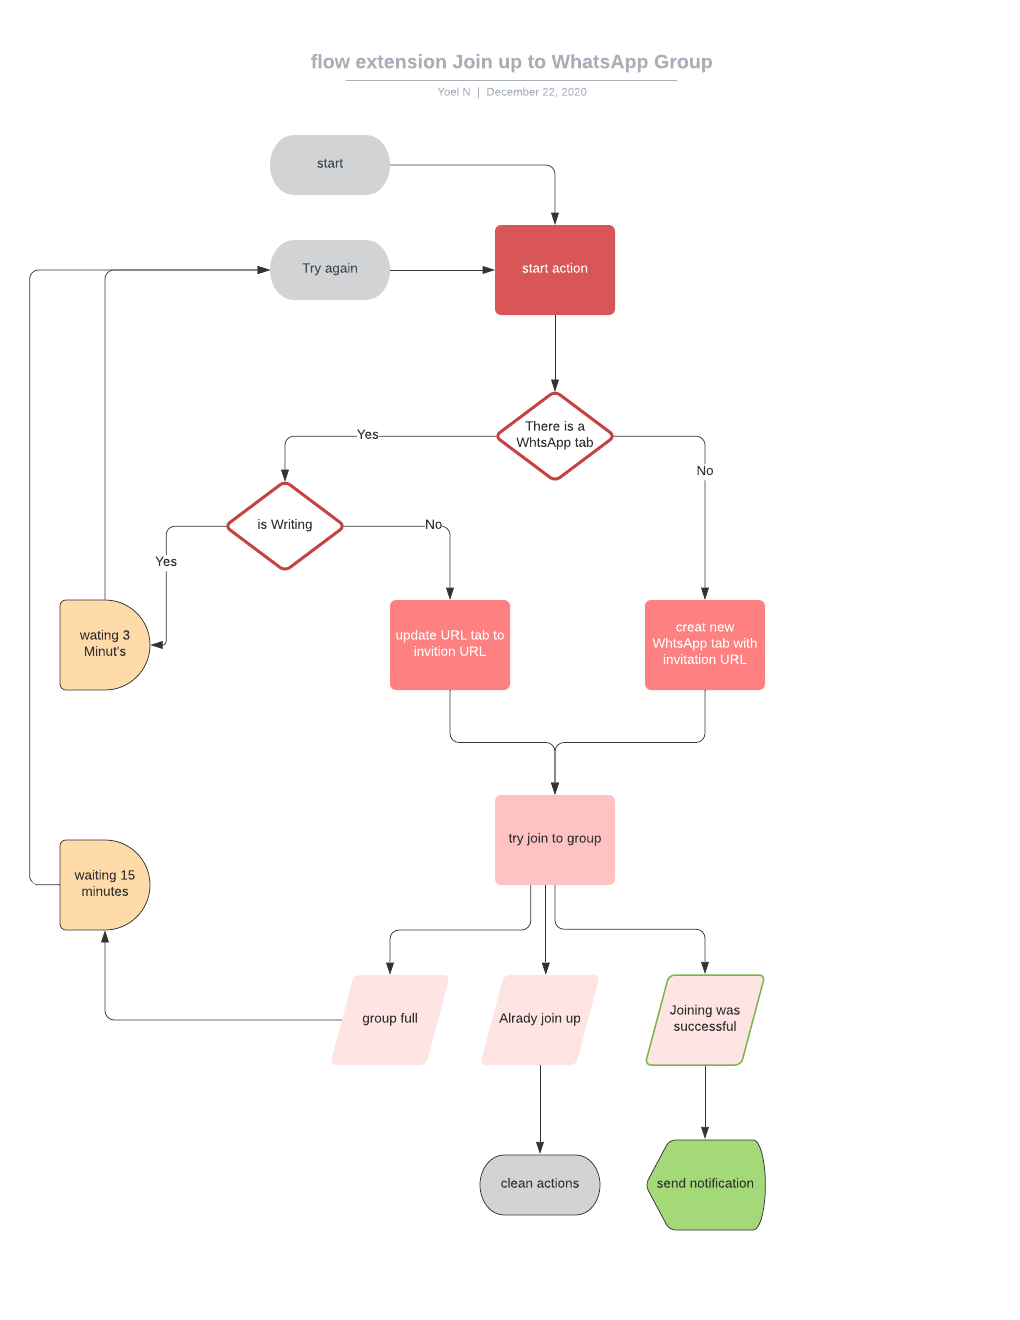 flow extension Join up to WhatsApp Group
Yoel N | December 22, 2020
start
Try again
start action
There is a
WhtsApp tab
Yes
No
is Writing
No
Yes
wating 3
Minut's
update URL tab to
invition URL
creat new
WhtsApp tab with
invitation URL
try join to group
waiting 15
minutes
group full
Alrady join up
Joining was
successful
clean actions
send notification